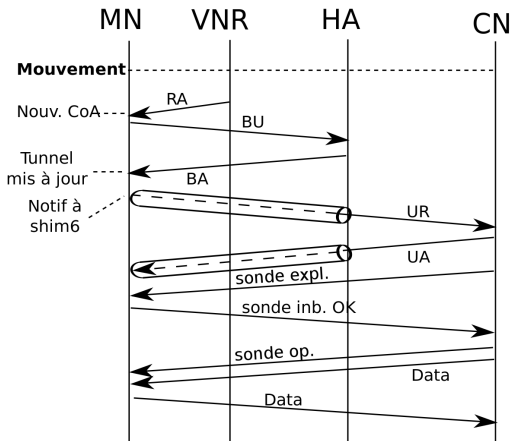 MN VNR HA CN
Mouvement
RA
Nouv. CoA
BU
Tunnel
mis à jour
BA
Notif à
shim6
UR
UA
sonde expl.
sonde inb. OK
sonde op.
Data
Data